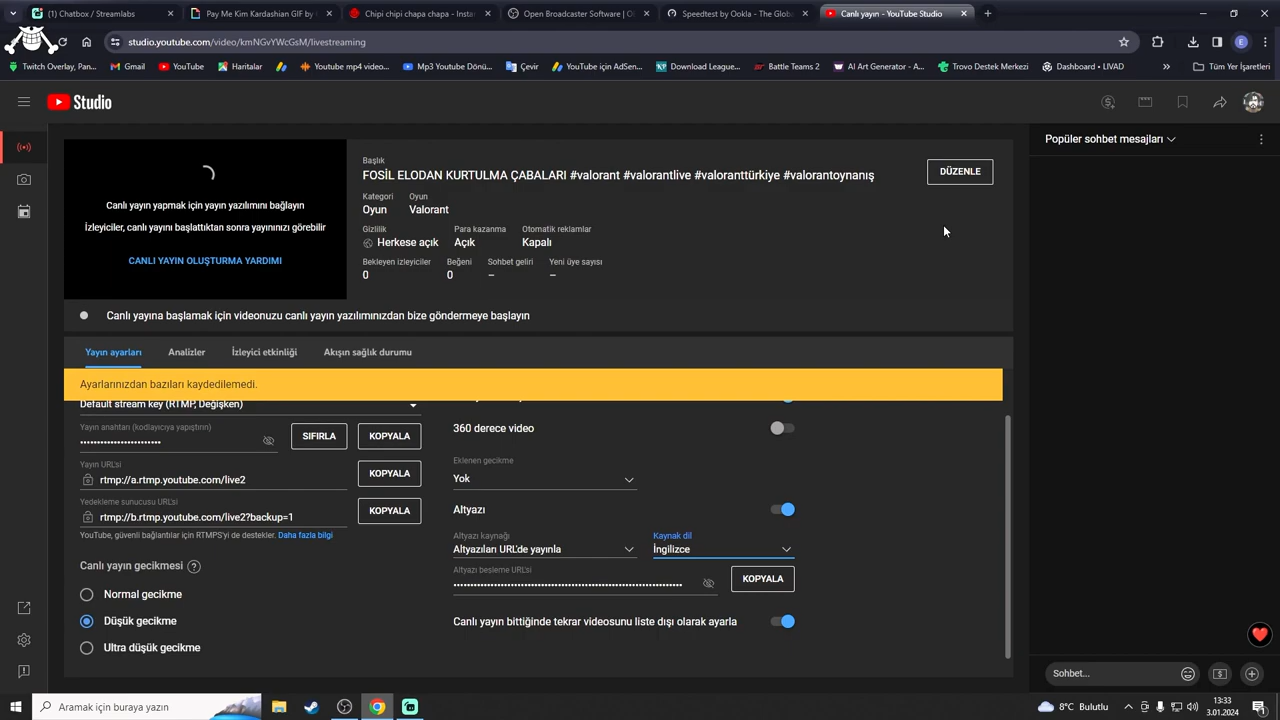 (1) Chatbox / Streamlabs
Pay Me Kim Kardashian GIF by
Chipi chipi chapa chapa - Instan
Open Broadcaster Software | O
Speedtest by Ookla - The Globa
Canlı yayın - YouTube Studio
studio.youtube.com/video/kmNGvYWcGsM/livestreaming
E
Twitch Overlay, Pan...
Gmail
YouTube
Haritalar
Youtube mp4 video...
Mp3 Youtube Dönü...
Çevir
YouTube için AdSen...
Download League...
Battle Teams 2
AI Art Generator - A...
Trovo Destek Merkezi
Dashboard • LIVAD
Tüm Yer İşaretleri
Studio
Popüler sohbet mesajları
Canlı yayın yapmak için yayın yazılımını bağlayın
İzleyiciler, canlı yayını başlattıktan sonra yayınınızı görebilir
CANLI YAYIN OLUŞTURMA YARDIMI
Başlık
FOSİL ELODAN KURTULMA ÇABALARI #valorant #valorantlive #valoranttürkiye #valorantoynanış
DÜZENLE
Kategori Oyun
Oyun Valorant
Gizlilik Para kazanma Otomatik reklamlar
Herkese açık Açık Kapalı
Bekleyen izleyiciler Beğeni Sohbet geliri Yeni üye sayısı
0 0 – –
Canlı yayına başlamak için videonuzu canlı yayın yazılımınızdan bize göndermeye başlayın
Yayın ayarları Analizler İzleyici etkinliği Akışın sağlık durumu
Ayarlarınızdan bazıları kaydedilemedi.
Default stream key (RTMP, Değişken)
Yayın anahtarı (kodlayıcıya yapıştırın)
SIFIRLA
KOPYALA
Yayın URL'si
rtmp://a.rtmp.youtube.com/live2
KOPYALA
Yedekleme sunucusu URL'si
rtmp://b.rtmp.youtube.com/live2?backup=1
KOPYALA
YouTube, güvenli bağlantılar için RTMPS'yi de destekler. Daha fazla bilgi
Canlı yayın gecikmesi ?
Normal gecikme
Düşük gecikme
Ultra düşük gecikme
360 derece video
Eklenen gecikme
Yok
Altyazı
Altyazı kaynağı
Altyazıları URL'de yayınla
Kaynak dil
İngilizce
Altyazı besleme URL'si
KOPYALA
Canlı yayın bittiğinde tekrar videosunu liste dışı olarak ayarla
Sohbet...
Aramak için buraya yazın
8°C Bulutlu
13:33
3.01.2024